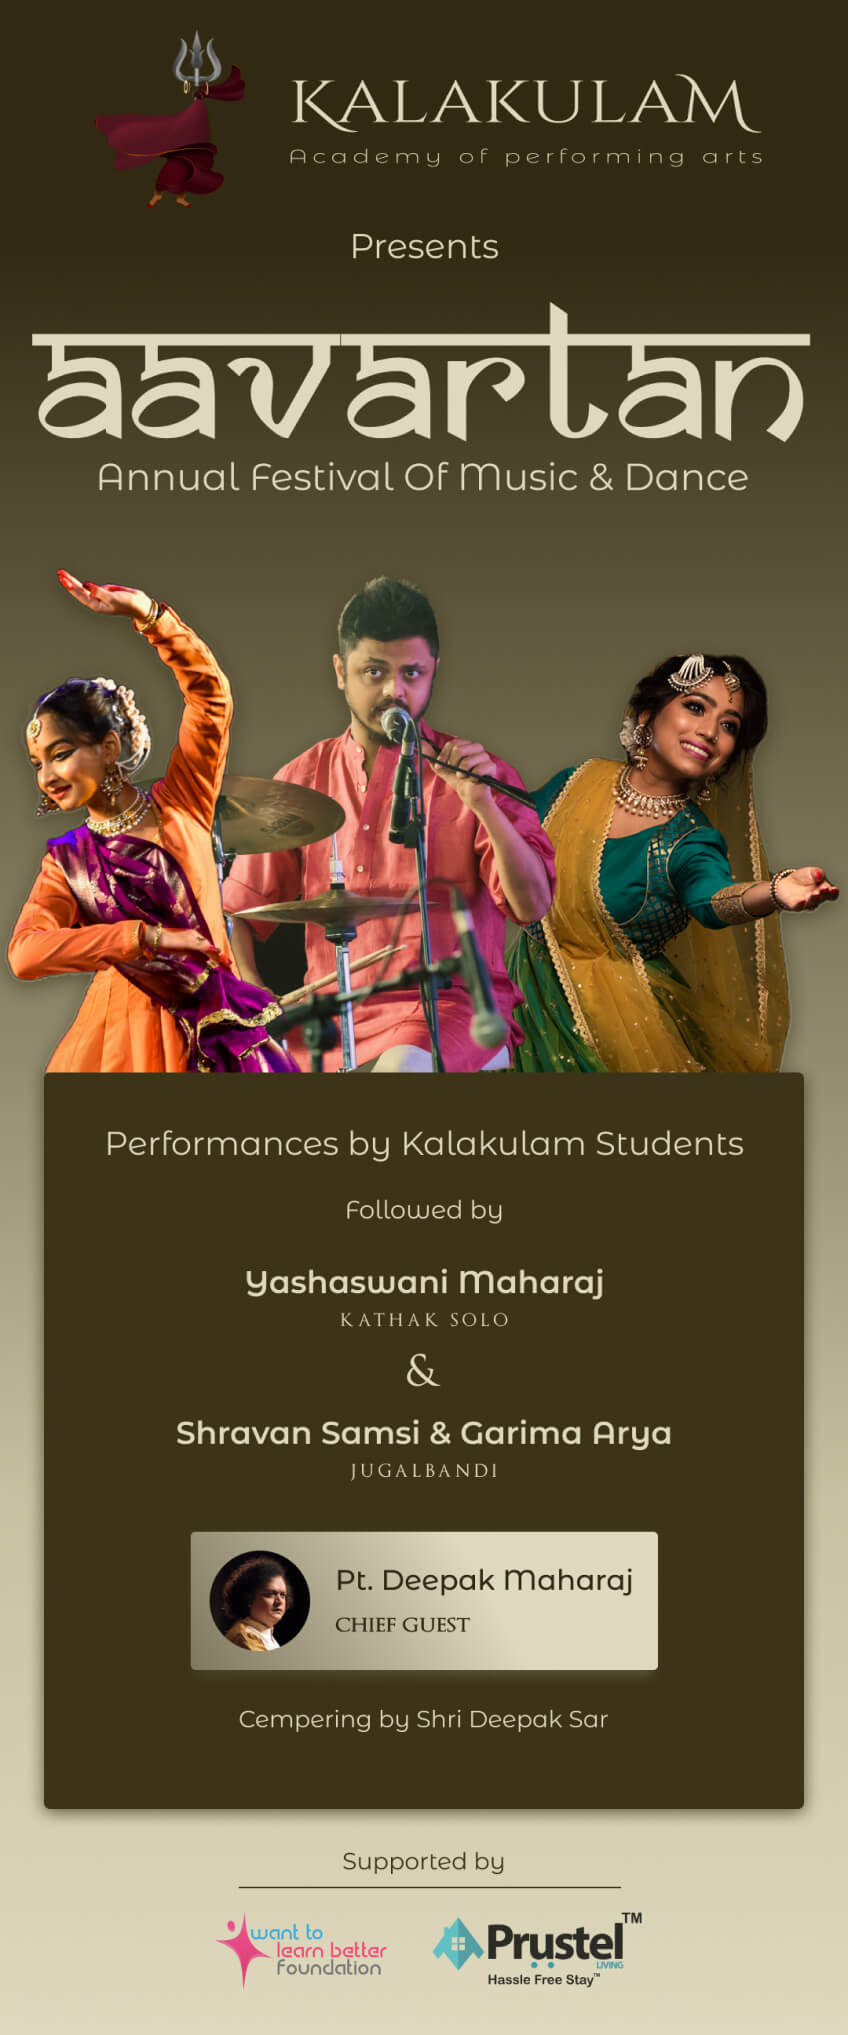 KALAKULAM
Academy of performing arts
Presents
aavartan
Annual Festival Of Music & Dance
Performances by Kalakulam Students
Followed by
Yashaswani Maharaj
KATHAK SOLO
&
Shravan Samsi & Garima Arya
JUGALBANDI
Pt. Deepak Maharaj
CHIEF GUEST
Cempering by Shri Deepak Sar
Supported by
want to
learn better
foundation
Prustel™
LIVING
Hassle Free Stay™